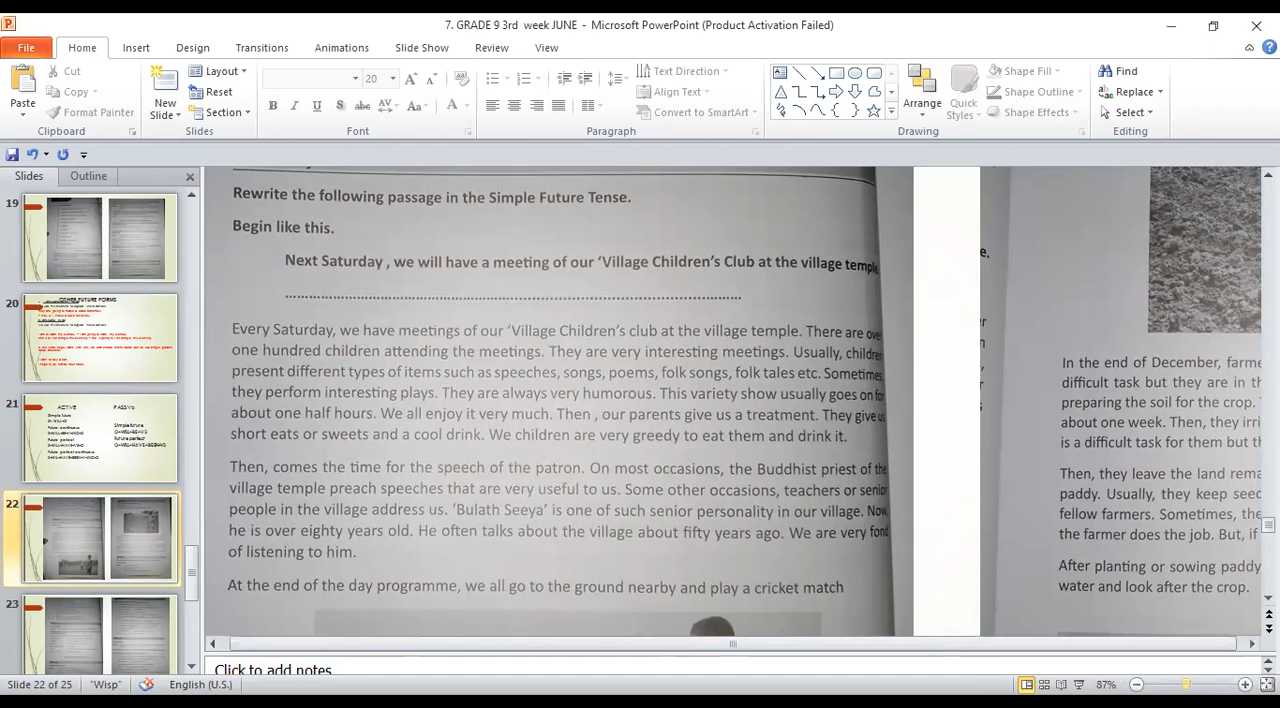 7. GRADE 9 3rd week JUNE - Microsoft PowerPoint (Product Activation Failed)
File Home Insert Design Transitions Animations Slide Show Review View
Paste
Cut
Copy
Format Painter
Clipboard
New
Slide
Layout
Reset
Section
Slides
20
Font
Paragraph
Text Direction
Align Text
Convert to SmartArt
Arrange
Quick
Styles
Shape Fill
Shape Outline
Shape Effects
Drawing
Find
Replace
Select
Editing
Slides Outline
19
20
OTHER FUTURE FORMS
21
ACTIVE
22
23
Rewrite the following passage in the Simple Future Tense.
Begin like this.
Next Saturday , we will have a meeting of our ‘Village Children’s Club at the village temple
Every Saturday, we have meetings of our ‘Village Children’s club at the village temple. There are over
one hundred children attending the meetings. They are very interesting meetings. Usually, children
present different types of items such as speeches, songs, poems, folk songs, folk tales etc. Sometimes,
they perform interesting plays. They are always very humorous. This variety show usually goes on for
about one half hours. We all enjoy it very much. Then , our parents give us a treatment. They give us
short eats or sweets and a cool drink. We children are very greedy to eat them and drink it.
Then, comes the time for the speech of the patron. On most occasions, the Buddhist priest of the
village temple preach speeches that are very useful to us. Some other occasions, teachers or senior
people in the village address us. ‘Bulath Seeya’ is one of such senior personality in our village. Now,
he is over eighty years old. He often talks about the village about fifty years ago. We are very fond
of listening to him.
At the end of the day programme, we all go to the ground nearby and play a cricket match
e.
In the end of December, farme
difficult task but they are in th
preparing the soil for the crop.
about one week. Then, they irri
is a difficult task for them but th
Then, they leave the land rema
paddy. Usually, they keep seed
fellow farmers. Sometimes, the
the farmer does the job. But, if
After planting or sowing paddy
water and look after the crop.
Click to add notes
Slide 22 of 25 "Wisp" English (U.S.) 87%